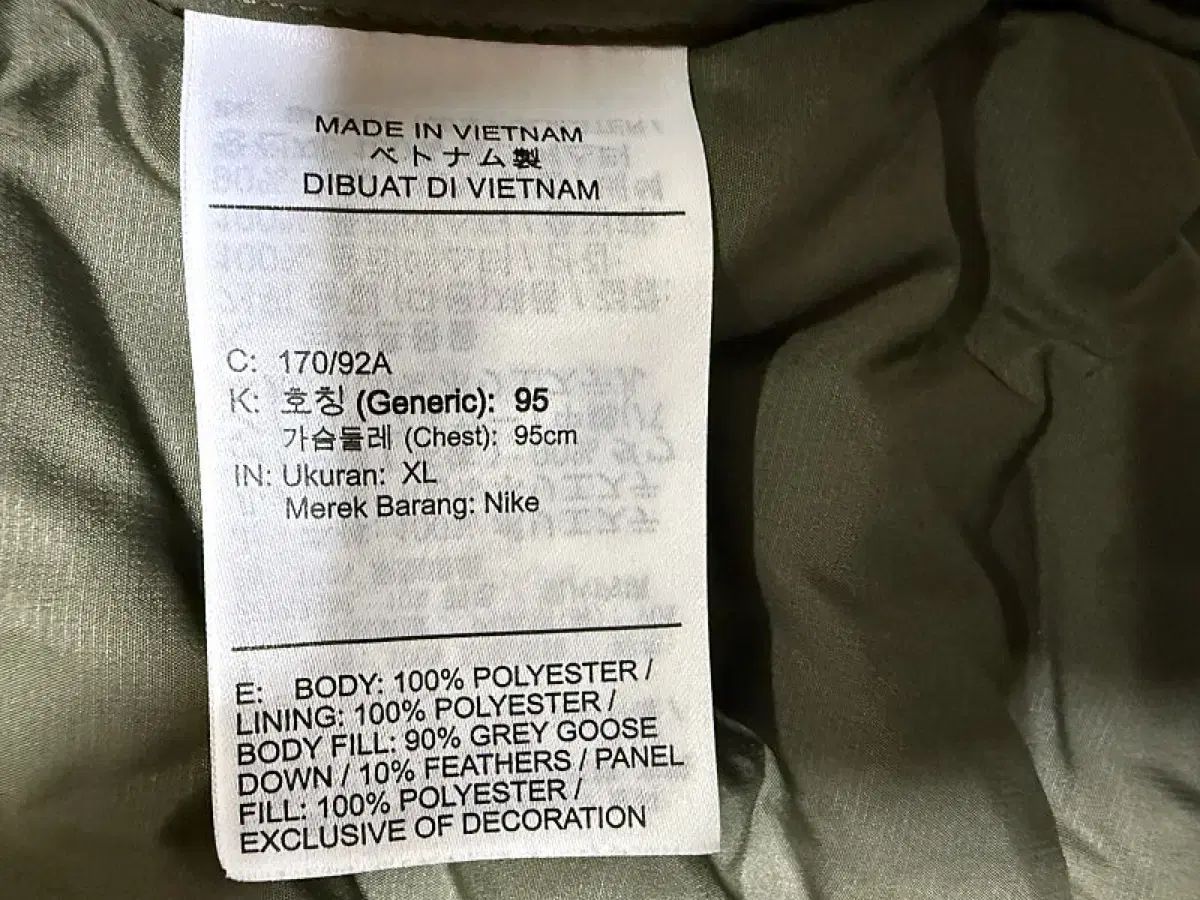 MADE IN VIETNAM
ベトナム製
DIBUAT DI VIETNAM
C: 170/92A
K: 호칭 (Generic): 95
가슴둘레 (Chest): 95cm
IN: Ukuran: XL
Merek Barang: Nike
E: BODY: 100% POLYESTER /
LINING: 100% POLYESTER /
BODY FILL: 90% GREY GOOSE
DOWN / 10% FEATHERS / PANEL
FILL: 100% POLYESTER /
EXCLUSIVE OF DECORATION